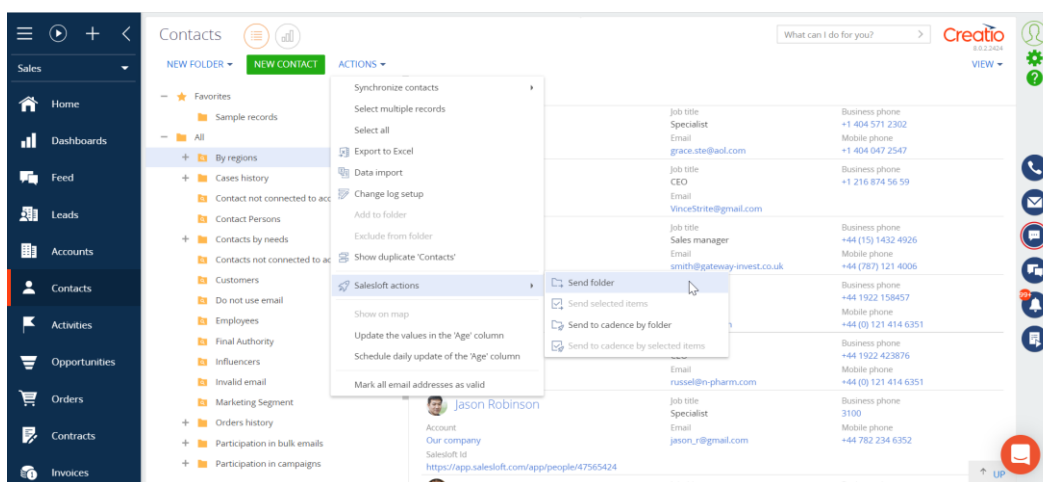 Contacts
What can I do for you?
Creatio
8.0.2.2424
Sales
NEW FOLDER
NEW CONTACT
ACTIONS
VIEW
Home
Dashboards
Feed
Leads
Accounts
Contacts
Activities
Opportunities
Orders
Contracts
Invoices
Favorites
Sample records
All
By regions
Cases history
Contact not connected to acc
Contact Persons
Contacts by needs
Contacts not connected to ac
Customers
Do not use email
Employees
Final Authority
Influencers
Invalid email
Marketing Segment
Orders history
Participation in bulk emails
Participation in campaigns
Synchronize contacts
Select multiple records
Select all
Export to Excel
Data import
Change log setup
Add to folder
Exclude from folder
Show duplicate 'Contacts'
Salesloft actions
Show on map
Update the values in the 'Age' column
Schedule daily update of the 'Age' column
Mark all email addresses as valid
Send folder
Send selected items
Send to cadence by folder
Send to cadence by selected items
Job title
Business phone
Specialist
+1 404 571 2302
Email
Mobile phone
grace.ste@aol.com
+1 404 047 2547
Job title
Business phone
CEO
+1 216 874 56 59
Email
VinceStrite@gmail.com
Job title
Business phone
Sales manager
+44 (15) 1432 4926
Email
Mobile phone
smith@gateway-invest.co.uk
+44 (787) 121 4006
Business phone
+44 1922 158457
Mobile phone
+44 (0) 121 414 6351
Business phone
+44 1922 423876
Email
Mobile phone
russel@n-pharm.com
+44 (0) 121 414 6351
Jason Robinson
Job title
Business phone
Specialist
3100
Account
Email
Mobile phone
Our company
jason_r@gmail.com
+44 782 234 6352
Salesloft Id
https://app.salesloft.com/app/people/47565424
UP
99+